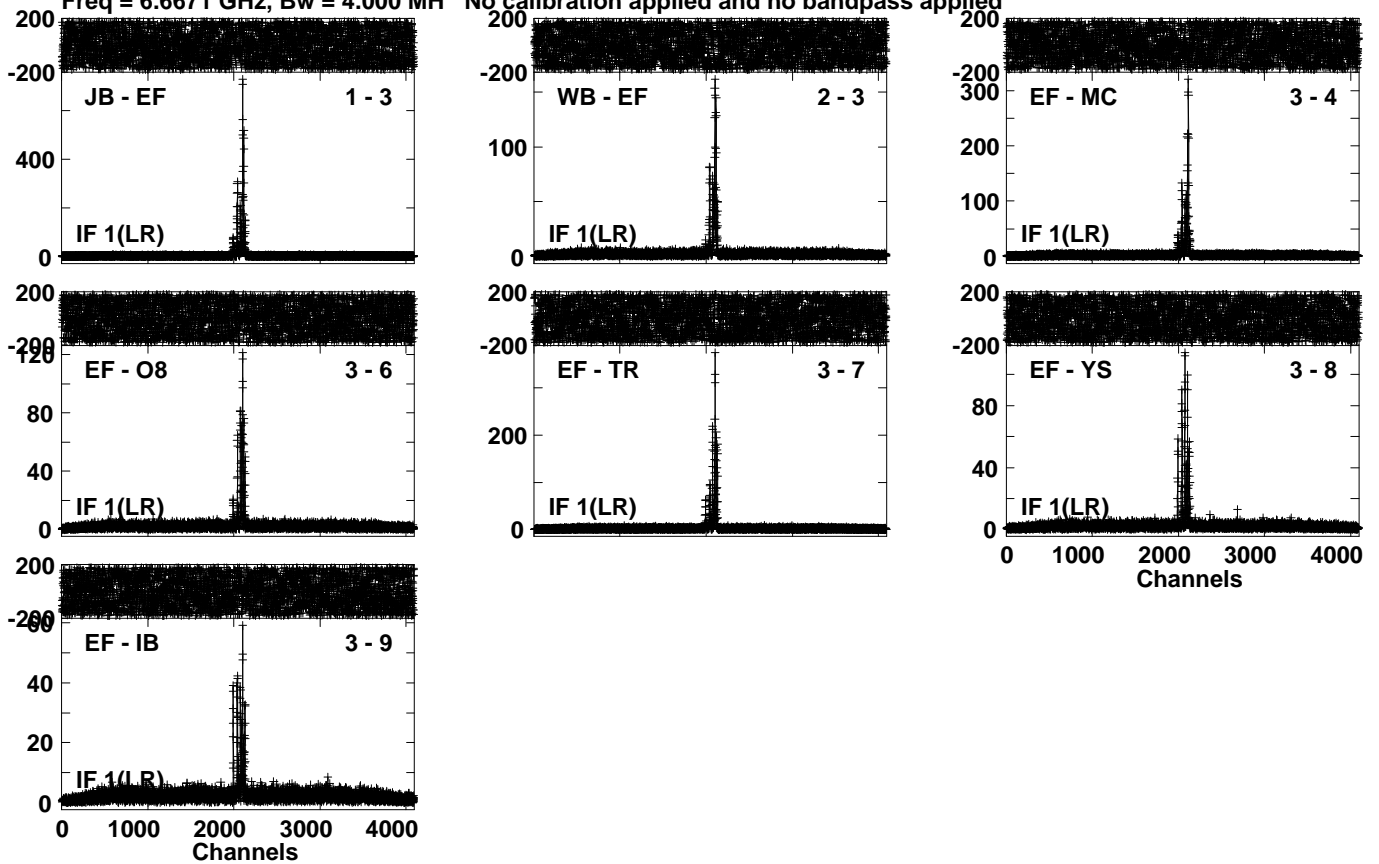 Freq = 6.6671 GHz, Bw = 4.000 MH No calibration applied and no bandpass applied
200
-200
JB - EF 1 - 3
400
IF 1(LR)
0
200
-200
WB - EF 2 - 3
100
IF 1(LR)
0
200
-200
300
EF - MC 3 - 4
200
100
IF 1(LR)
0
200
-200
120
EF - O8 3 - 6
80
40
IF 1(LR)
0
200
-200
EF - TR 3 - 7
200
IF 1(LR)
0
200
-200
EF - YS 3 - 8
80
40
IF 1(LR)
0
0 1000 2000 3000 4000
Channels
200
-200
60
EF - IB 3 - 9
40
20
IF 1(LR)
0
0 1000 2000 3000 4000
Channels